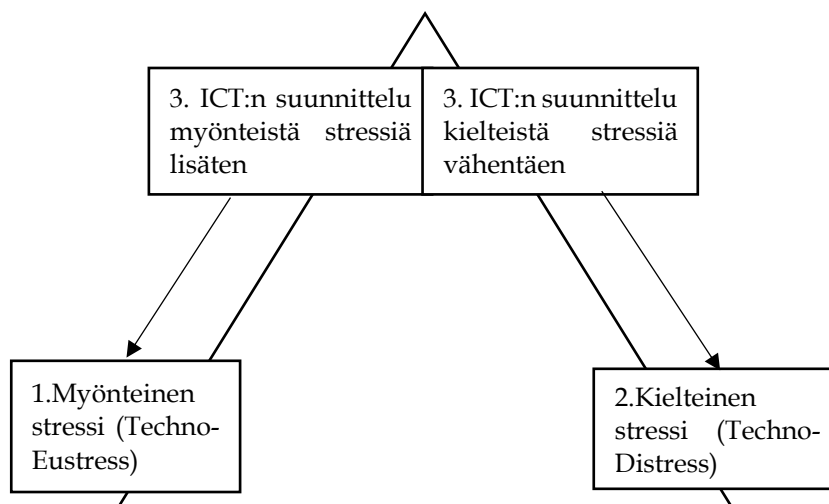 3. ICT:n suunnittelu
myönteistä stressiä
lisäten
3. ICT:n suunnittelu
kielteistä stressiä
vähentäen
1.Myönteinen
stressi (Techno-
Eustress)
2.Kielteinen
stressi (Techno-
Distress)